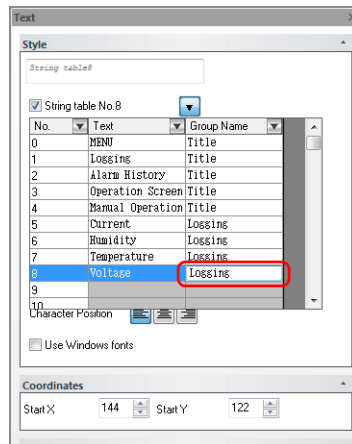 Text
Style
String table8
String table No.8
No. Text Group Name
0 MENU Title
1 Logging Title
2 Alarm History Title
3 Operation Screen Title
4 Manual Operation Title
5 Current Logging
6 Humidity Logging
7 Temperature Logging
8 Voltage Logging
9
10
Character Position
Use Windows fonts
Coordinates
Start X 144 Start Y 122